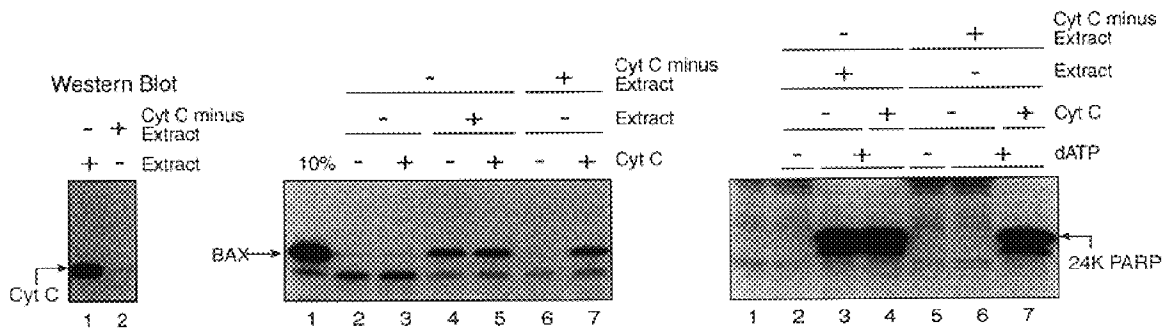 Western Blot
- + Cyt C minus Extract
+ - Extract
Cyt C
1 2
- + Cyt C minus Extract
- + - Extract
10% - + - + - + Cyt C
BAX
1 2 3 4 5 6 7
- + Cyt C minus Extract
+ - Extract
- + - + Cyt C
- + - + dATP
24K PARP
1 2 3 4 5 6 7